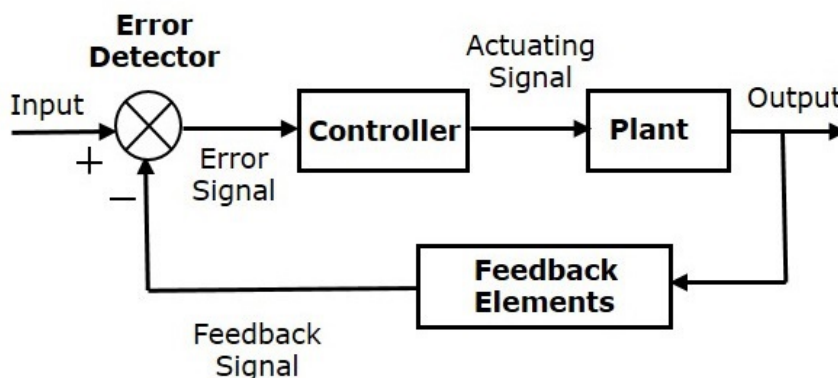 Error
Detector
Actuating
Signal
Input
Output
Controller
Plant
+
Error
Signal
−
Feedback
Elements
Feedback
Signal